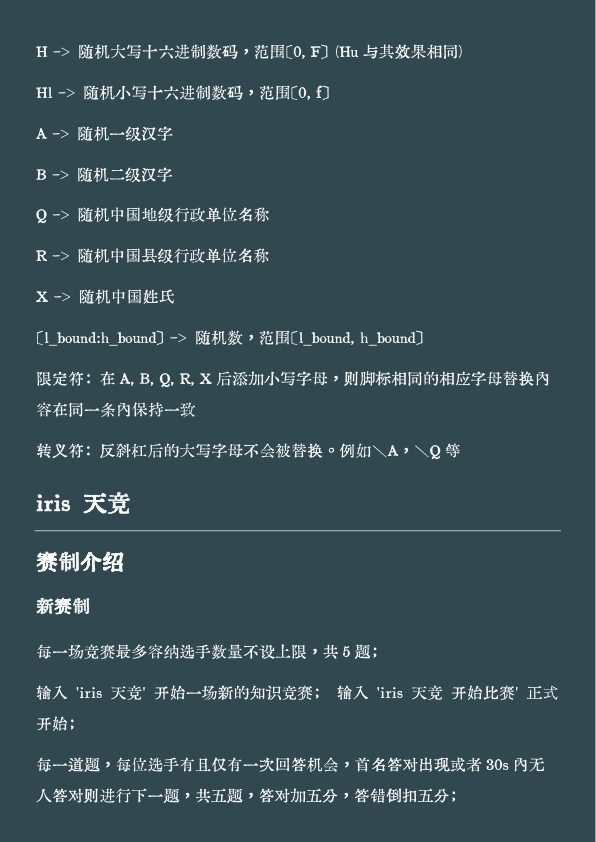 H -> 随机大写十六进制数码，范围[0, F] (Hu 与其效果相同)
Hl -> 随机小写十六进制数码，范围[0, f]
A -> 随机一级汉字
B -> 随机二级汉字
Q -> 随机中国地级行政单位名称
R -> 随机中国县级行政单位名称
X -> 随机中国姓氏
[l_bound:h_bound] -> 随机数，范围[l_bound, h_bound]
限定符: 在 A, B, Q, R, X 后添加小写字母，则脚标相同的相应字母替换内
容在同一条内保持一致
转义符: 反斜杠后的大写字母不会被替换。例如\A，\Q 等
iris 天竞
赛制介绍
新赛制
每一场竞赛最多容纳选手数量不设上限，共 5 题;
输入 'iris 天竞' 开始一场新的知识竞赛; 输入 'iris 天竞 开始比赛' 正式
开始;
每一道题，每位选手有且仅有一次回答机会，首名答对出现或者 30s 内无
人答对则进行下一题，共五题，答对加五分，答错倒扣五分;